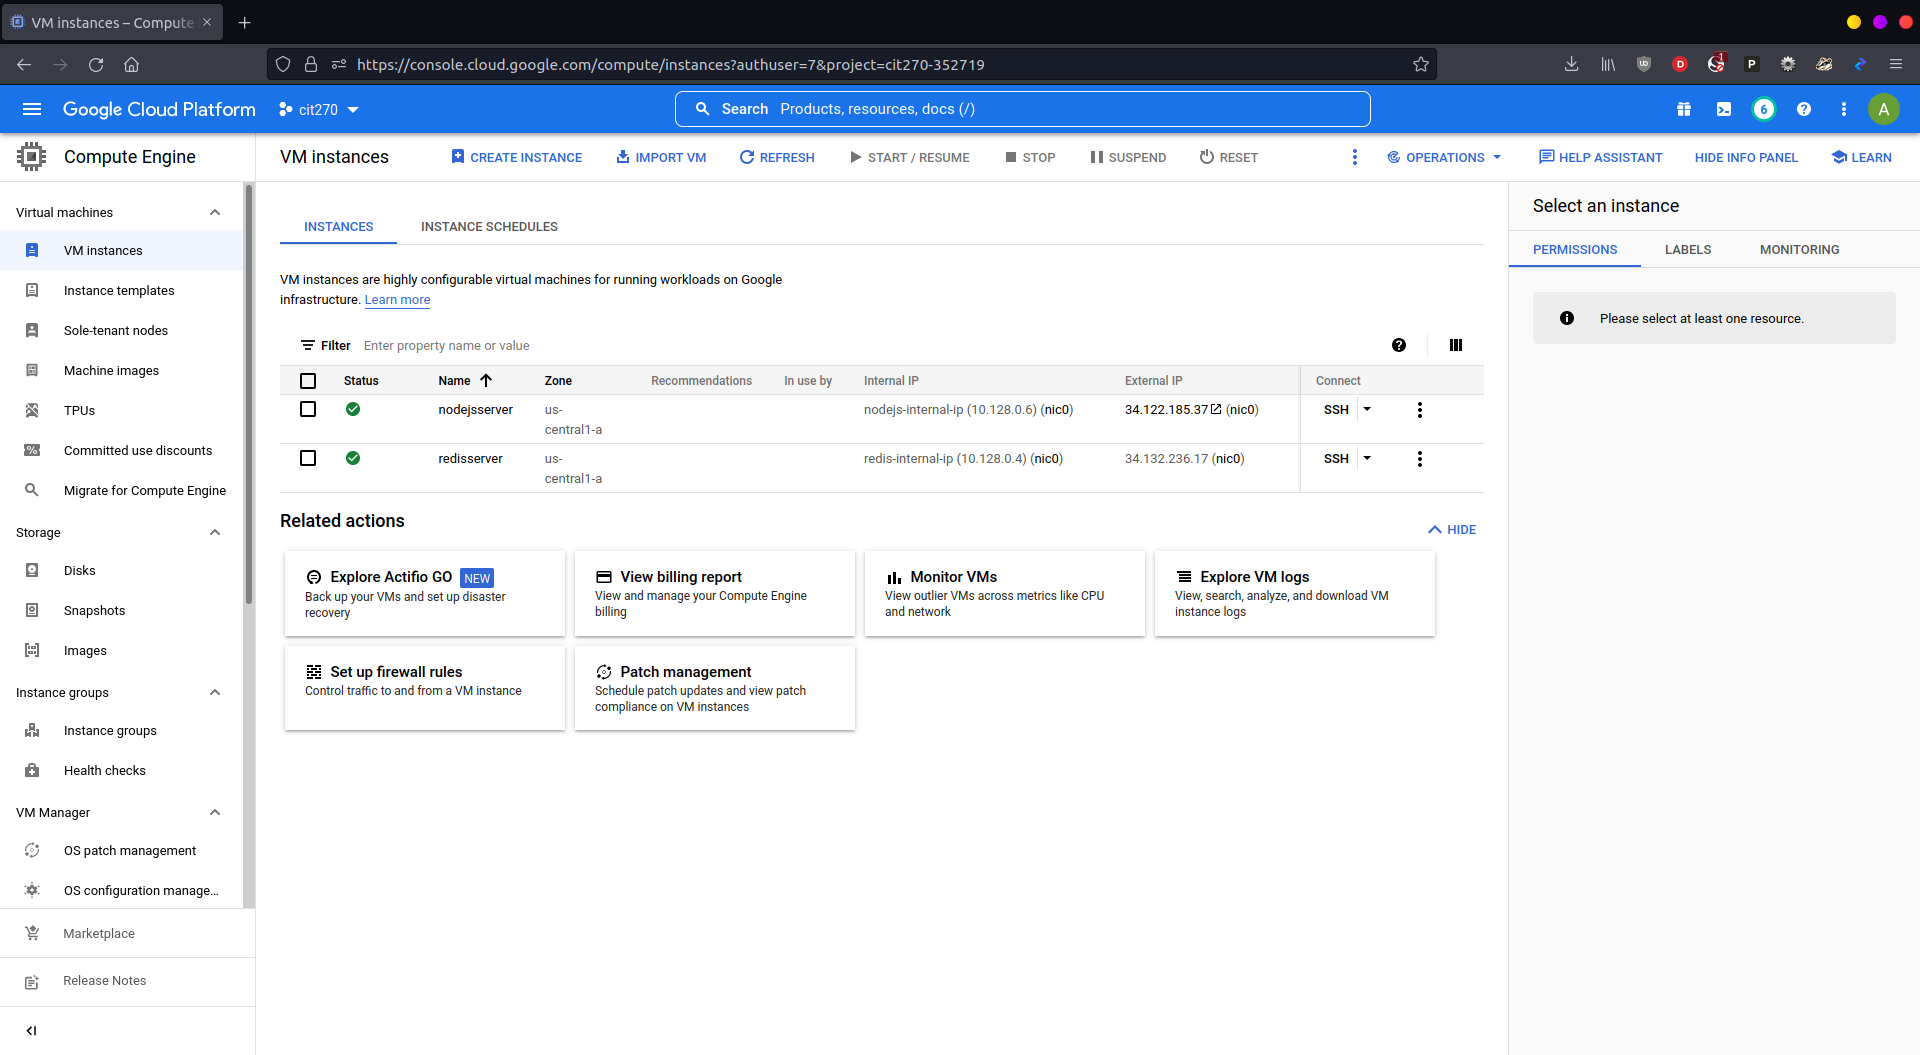 VM instances – Compute
https://console.cloud.google.com/compute/instances?authuser=7&project=cit270-352719
1
Google Cloud Platform
cit270
Search Products, resources, docs (/)
6
A
Compute Engine
VM instances
CREATE INSTANCE
IMPORT VM
REFRESH
START / RESUME
STOP
SUSPEND
RESET
OPERATIONS
HELP ASSISTANT
HIDE INFO PANEL
LEARN
Virtual machines
VM instances
Instance templates
Sole-tenant nodes
Machine images
TPUs
Committed use discounts
Migrate for Compute Engine
Storage
Disks
Snapshots
Images
Instance groups
Instance groups
Health checks
VM Manager
OS patch management
OS configuration manage...
Marketplace
Release Notes
INSTANCES
INSTANCE SCHEDULES
VM instances are highly configurable virtual machines for running workloads on Google
infrastructure. Learn more
Filter Enter property name or value
Status Name Zone Recommendations In use by Internal IP External IP Connect
nodejsserver us- nodejs-internal-ip (10.128.0.6) (nic0) 34.122.185.37 (nic0) SSH
central1-a
redisserver us- redis-internal-ip (10.128.0.4) (nic0) 34.132.236.17 (nic0) SSH
central1-a
Related actions
HIDE
Explore Actifio GO NEW
Back up your VMs and set up disaster
recovery
View billing report
View and manage your Compute Engine
billing
Monitor VMs
View outlier VMs across metrics like CPU
and network
Explore VM logs
View, search, analyze, and download VM
instance logs
Set up firewall rules
Control traffic to and from a VM instance
Patch management
Schedule patch updates and view patch
compliance on VM instances
Select an instance
PERMISSIONS
LABELS
MONITORING
Please select at least one resource.